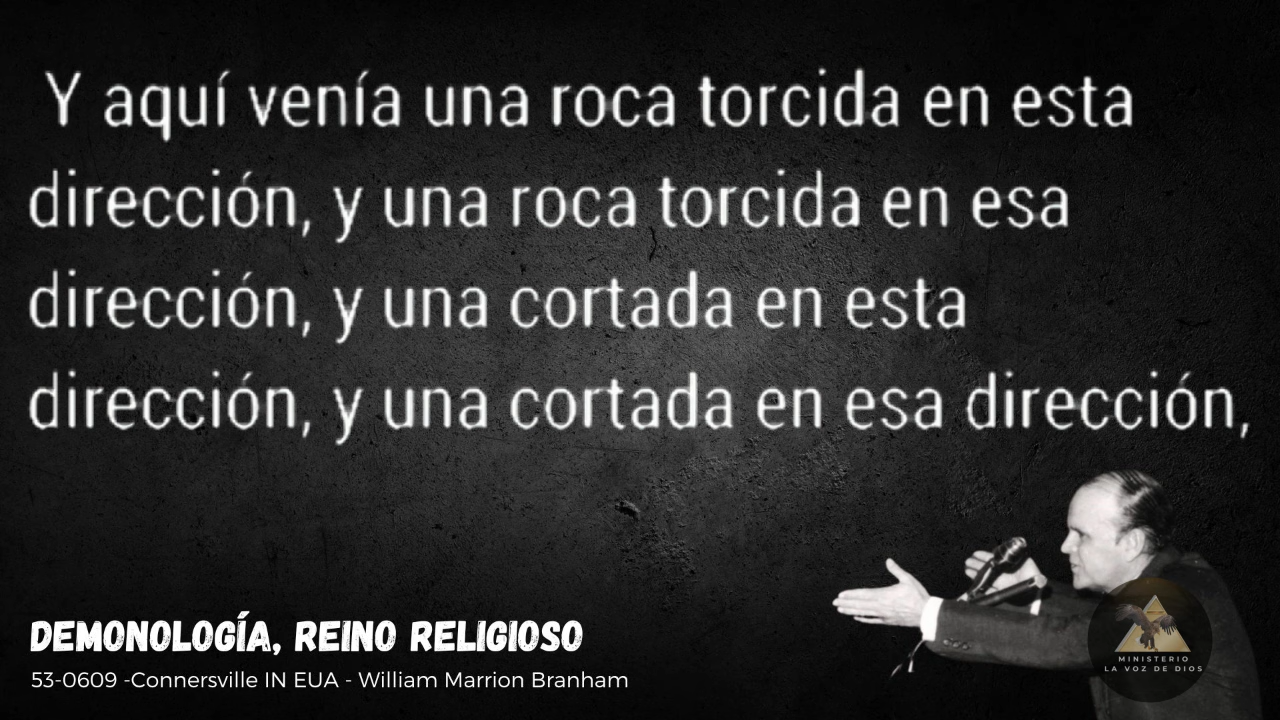 Y aquí venía una roca torcida en esta
dirección, y una roca torcida en esa
dirección, y una cortada en esta
dirección, y una cortada en esa dirección,
DEMONOLOGÍA, REINO RELIGIOSO
53-0609 -Connersville IN EUA - William Marrion Branham
MINISTERIO
LA VOZ DE DIOS